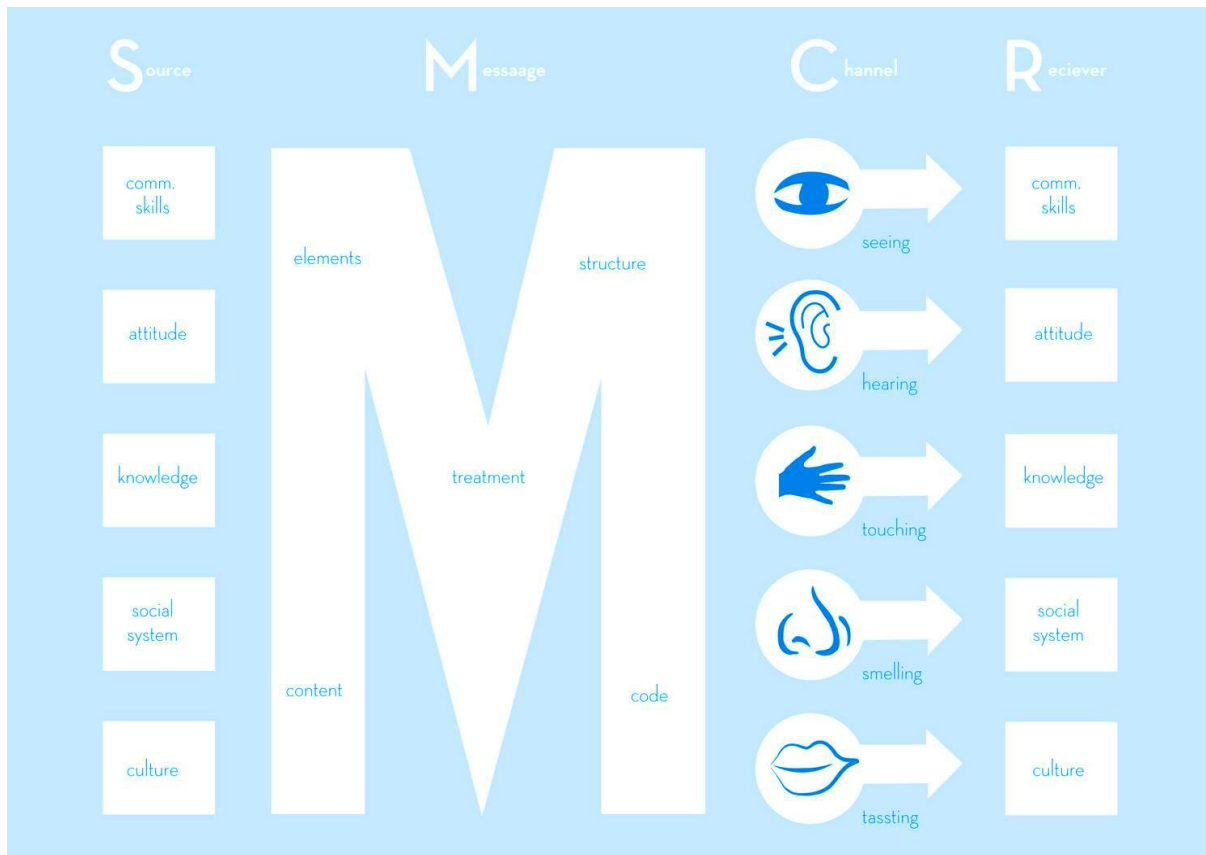 Source
Messaage
Channel
Reciever
comm.
skills
attitude
knowledge
social
system
culture
elements
structure
treatment
content
code
seeing
hearing
touching
smelling
tassting
comm.
skills
attitude
knowledge
social
system
culture